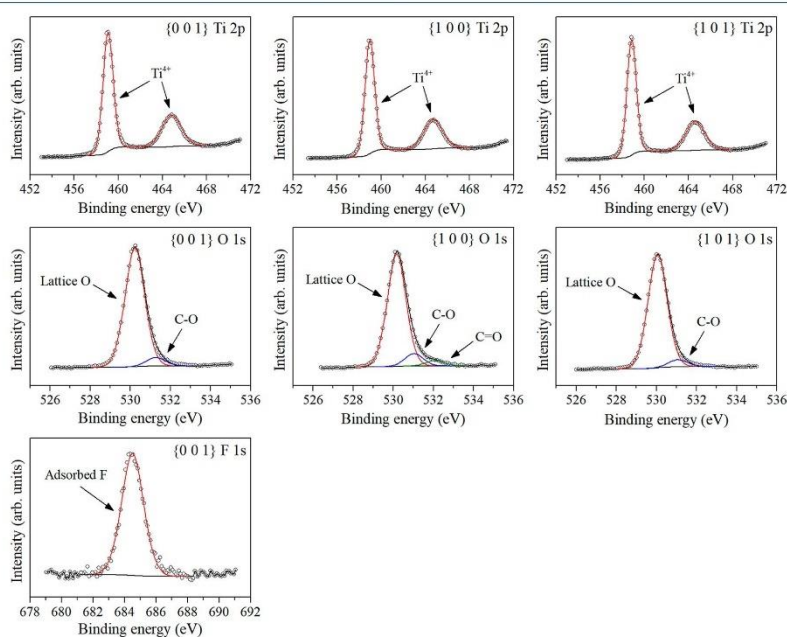 {0 0 1} Ti 2p
Ti4+
Intensity (arb. units)
452 456 460 464 468 472
Binding energy (eV)
{1 0 0} Ti 2p
Ti4+
Intensity (arb. units)
452 456 460 464 468 472
Binding energy (eV)
{1 0 1} Ti 2p
Ti4+
Intensity (arb. units)
452 456 460 464 468 472
Binding energy (eV)
{0 0 1} O 1s
Lattice O
C-O
Intensity (arb. units)
526 528 530 532 534 536
Binding energy (eV)
{1 0 0} O 1s
Lattice O
C-O
C=O
Intensity (arb. units)
526 528 530 532 534 536
Binding energy (eV)
{1 0 1} O 1s
Lattice O
C-O
Intensity (arb. units)
526 528 530 532 534 536
Binding energy (eV)
{0 0 1} F 1s
Adsorbed F
Intensity (arb. units)
678 680 682 684 686 688 690 692
Binding energy (eV)